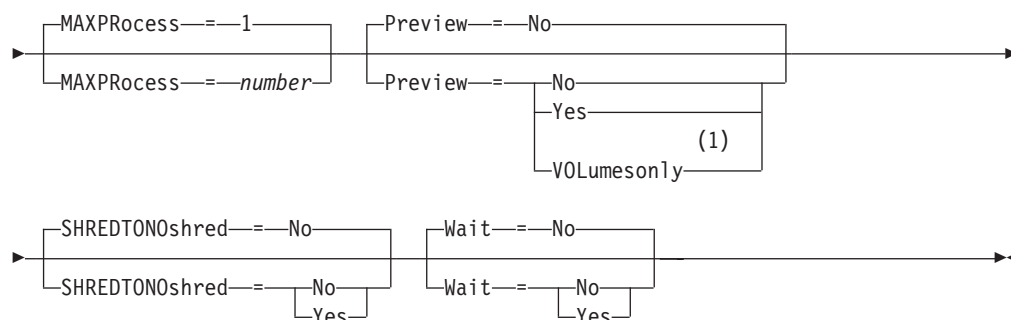 MAXPRocess = 1 Preview = No
MAXPRocess = number Preview = No
Yes
(1)
VOLumesonly
SHREDTONOshred = No Wait = No
SHREDTONOshred = No Wait = No
Yes Yes